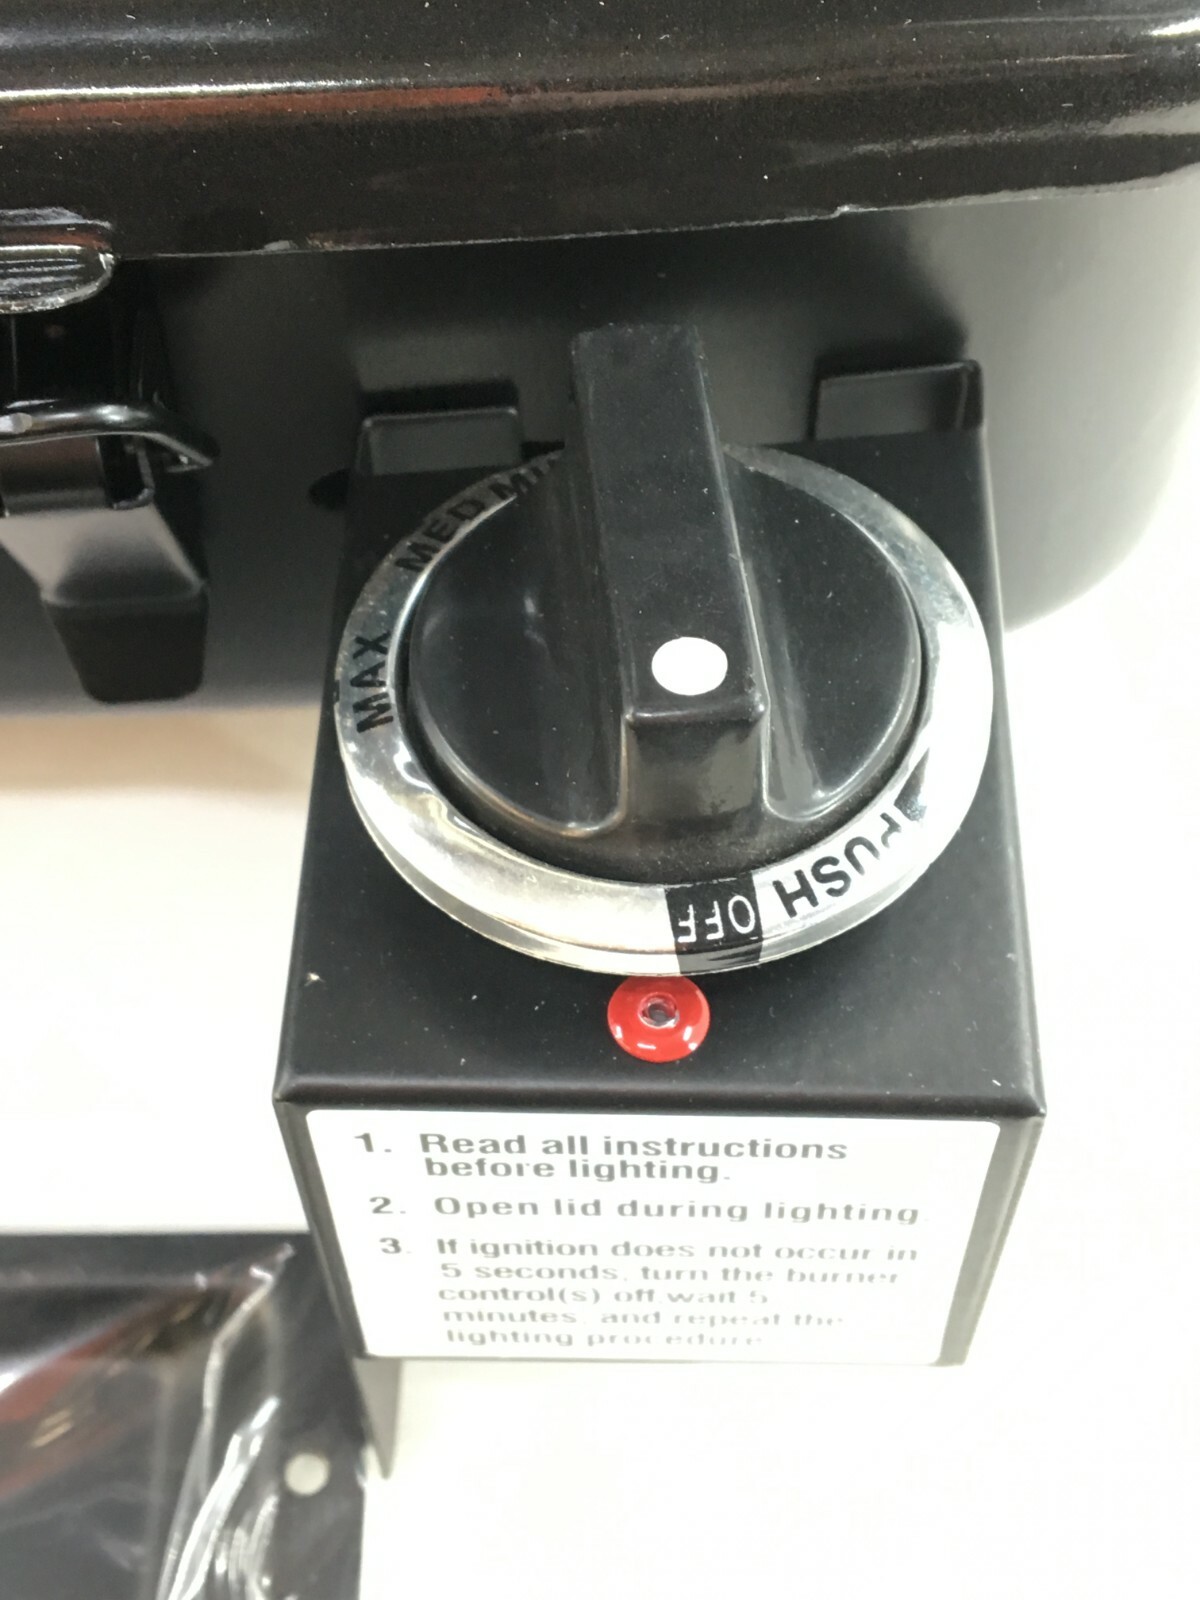 MAX
MED
PUSH
OFF
1. Read all instructions
before lighting.
2. Open lid during lighting.
3. If ignition does not occur in
5 seconds, turn the burner
control(s) off,wait 5
minutes, and repeat the
lighting procedure